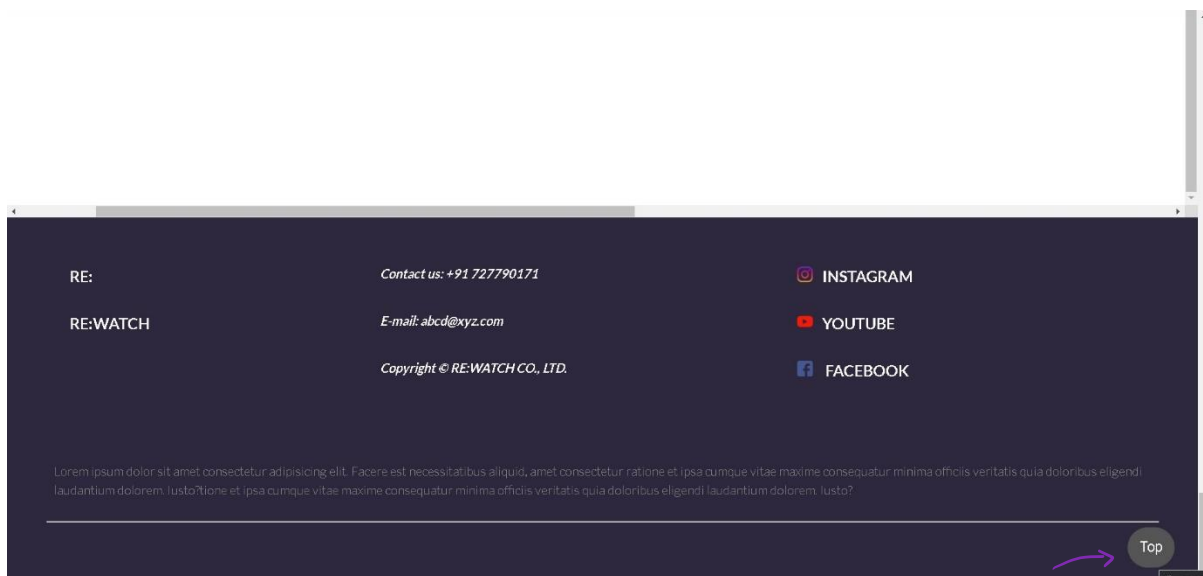 RE:
RE:WATCH
Contact us: +91 727790171
E-mail: abcd@xyz.com
Copyright © RE:WATCH CO., LTD.
INSTAGRAM
YOUTUBE
FACEBOOK
Lorem ipsum dolor sit amet consectetur adipisicing elit. Facere est necessitatibus aliquid, amet consectetur ratione et ipsa cumque vitae maxime consequatur minima officiis veritatis quia doloribus eligendi
laudantium dolorem. Iusto?tione et ipsa cumque vitae maxime consequatur minima officiis veritatis quia doloribus eligendi laudantium dolorem. Iusto?
Top